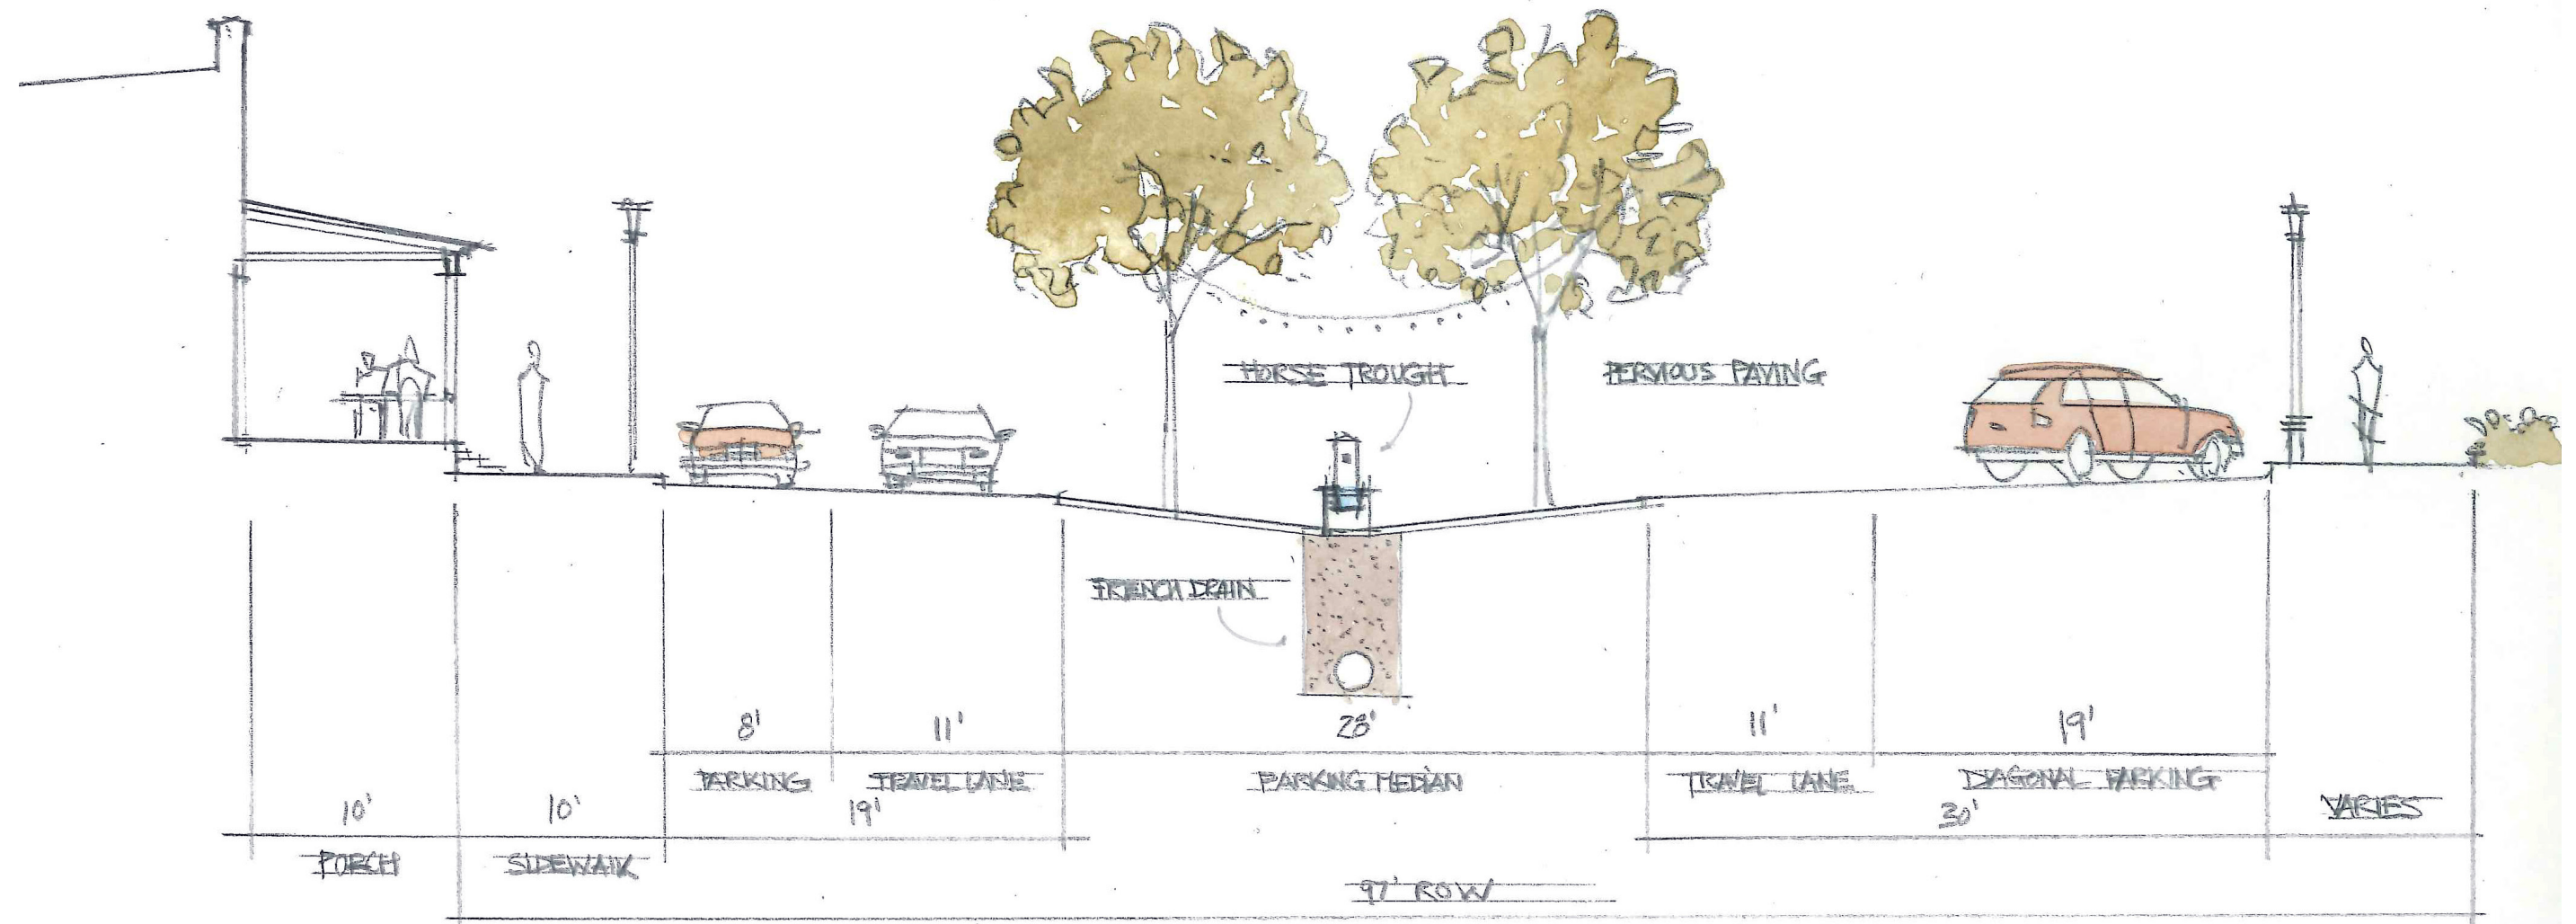 HORSE TROUGH
PERVIOUS PAVING
FRENCH DRAIN
8' 11' 28' 11' 19'
PARKING TRAVEL LANE PARKING MEDIAN TRAVEL LANE DIAGONAL PARKING
10' 10' 19' 30' VARIES
PORCH SIDEWALK
97' ROW